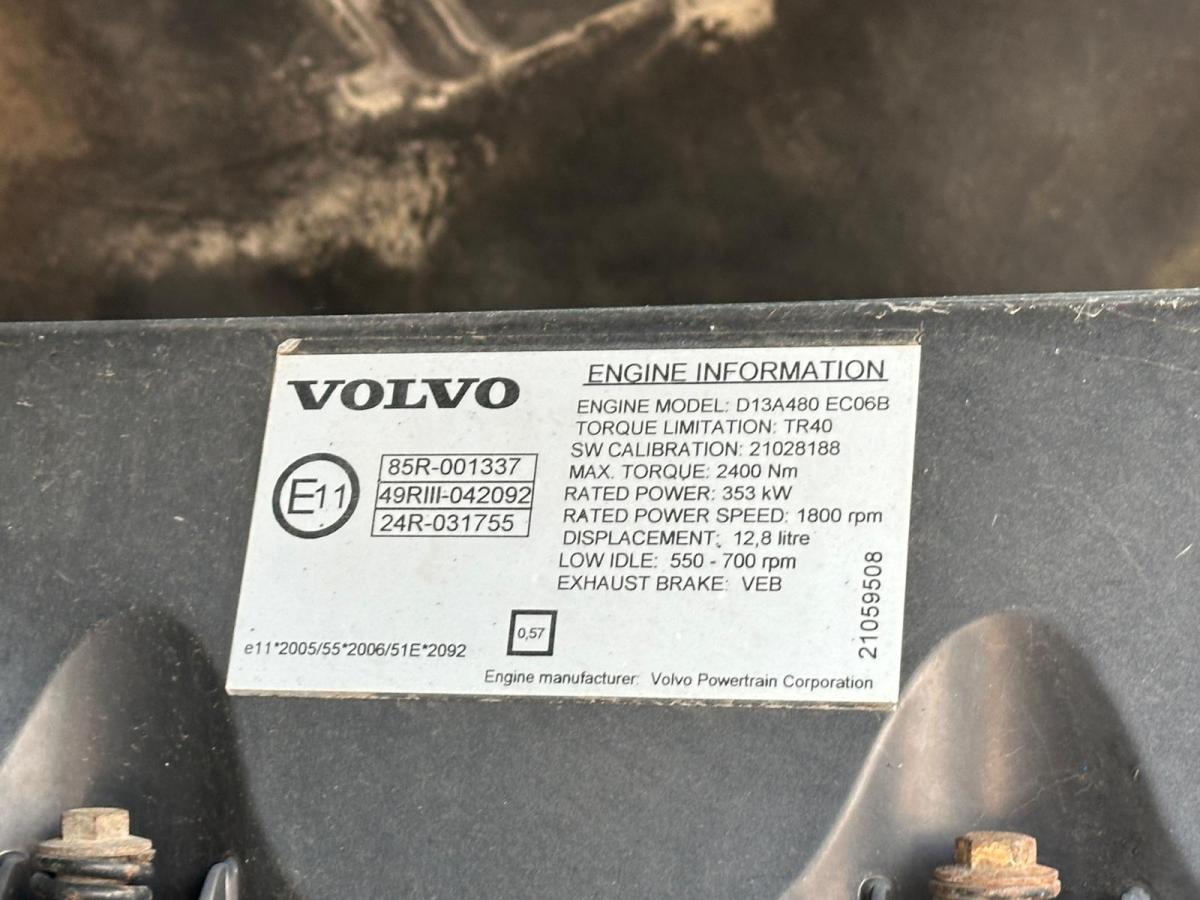 VOLVO
E11
85R-001337
49RIII-042092
24R-031755
ENGINE INFORMATION
ENGINE MODEL: D13A480 EC06B
TORQUE LIMITATION: TR40
SW CALIBRATION: 21028188
MAX. TORQUE: 2400 Nm
RATED POWER: 353 kW
RATED POWER SPEED: 1800 rpm
DISPLACEMENT: 12,8 litre
LOW IDLE: 550 - 700 rpm
EXHAUST BRAKE: VEB
21059508
0,57
e11*2005/55*2006/51E*2092
Engine manufacturer: Volvo Powertrain Corporation